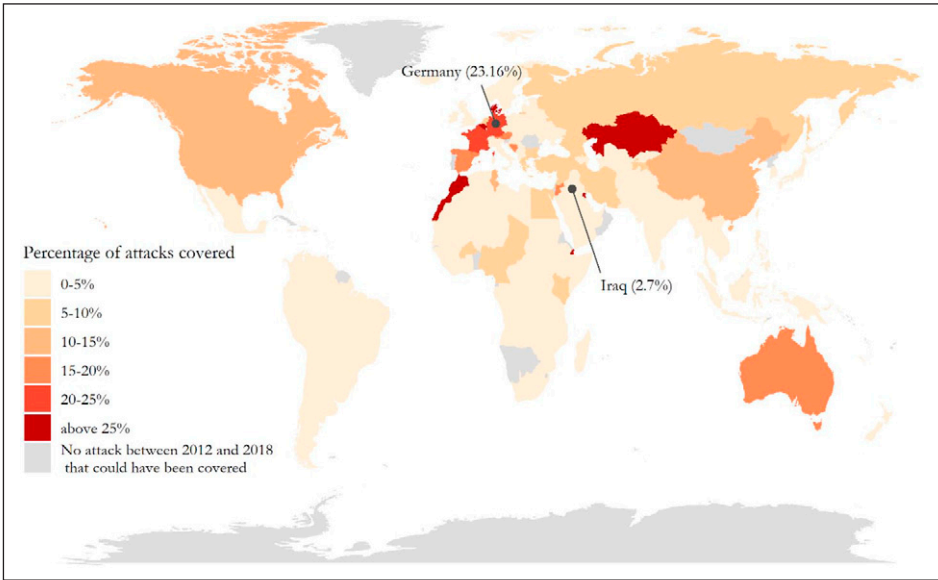 Germany (23.16%)
Iraq (2.7%)
Percentage of attacks covered
0-5%
5-10%
10-15%
15-20%
20-25%
above 25%
No attack between 2012 and 2018
that could have been covered